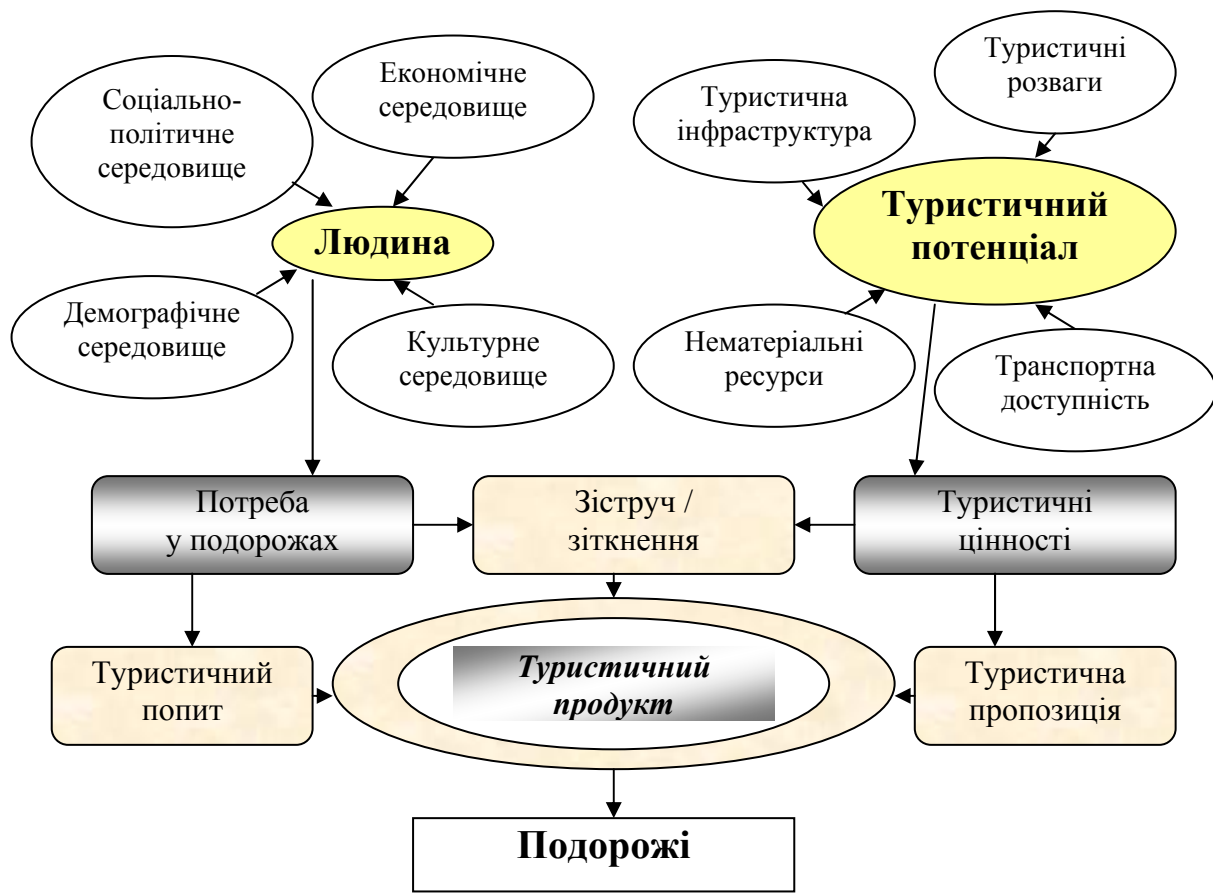 Соціально-
політичне
середовище
Економічне
середовище
Туристична
інфраструктура
Туристичні
розваги
Людина
Туристичний
потенціал
Демографічне
середовище
Культурне
середовище
Нематеріальні
ресурси
Транспортна
доступність
Потреба
у подорожах
Зіструч /
зіткнення
Туристичні
цінності
Туристичний
попит
Туристичний
продукт
Туристична
пропозиція
Подорожі